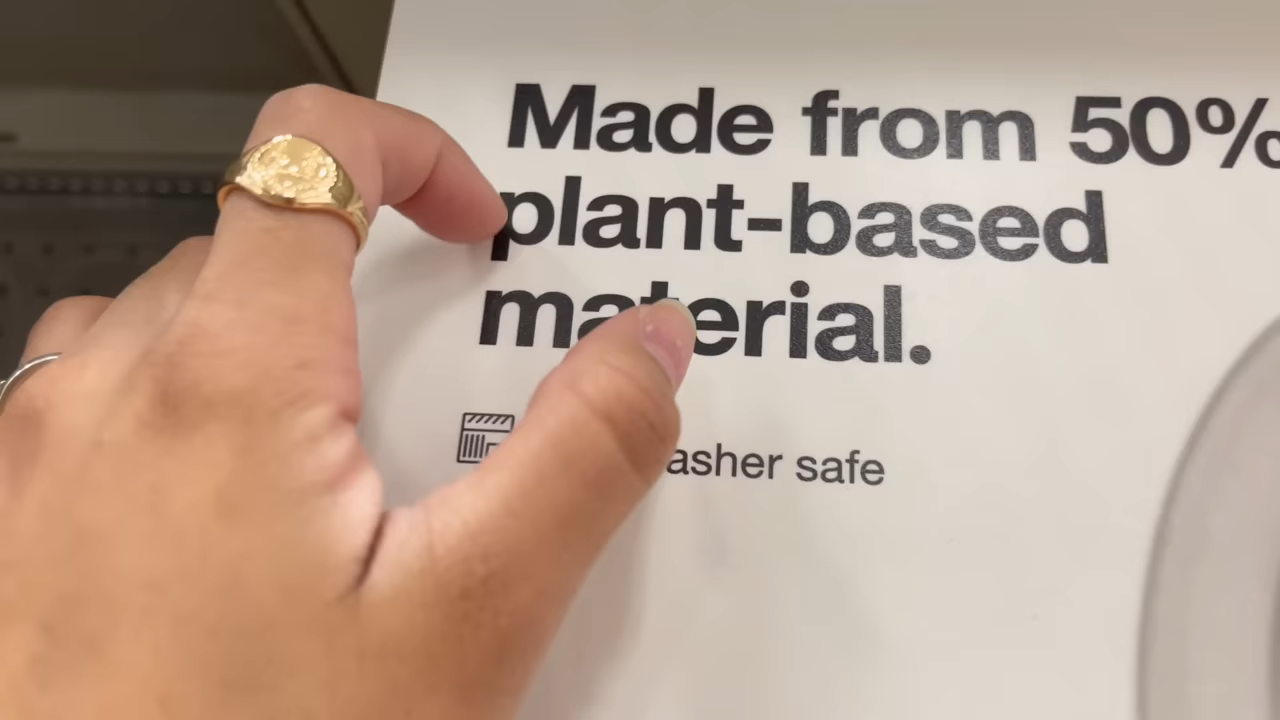 Made from 50%
plant-based
material.
asher safe